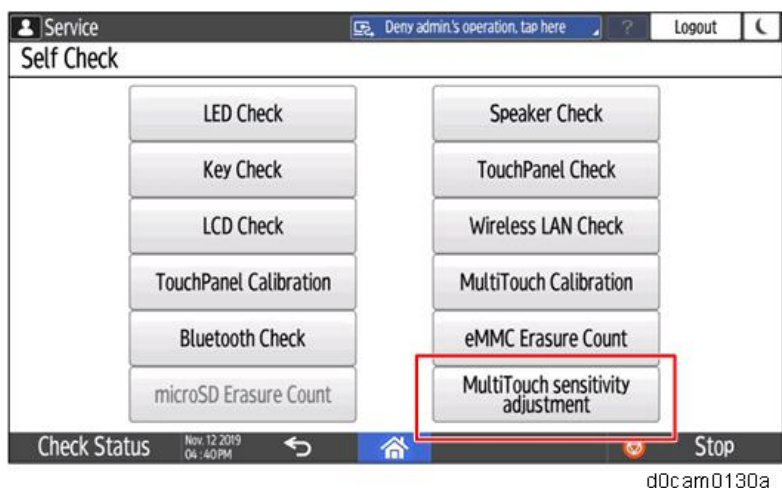 Service
Deny admin.'s operation, tap here
?
Logout
Self Check
LED Check
Speaker Check
Key Check
TouchPanel Check
LCD Check
Wireless LAN Check
TouchPanel Calibration
MultiTouch Calibration
Bluetooth Check
eMMC Erasure Count
microSD Erasure Count
MultiTouch sensitivity
adjustment
Check Status
Nov. 12 2019
04 : 40 PM
Stop
d0cam0130a